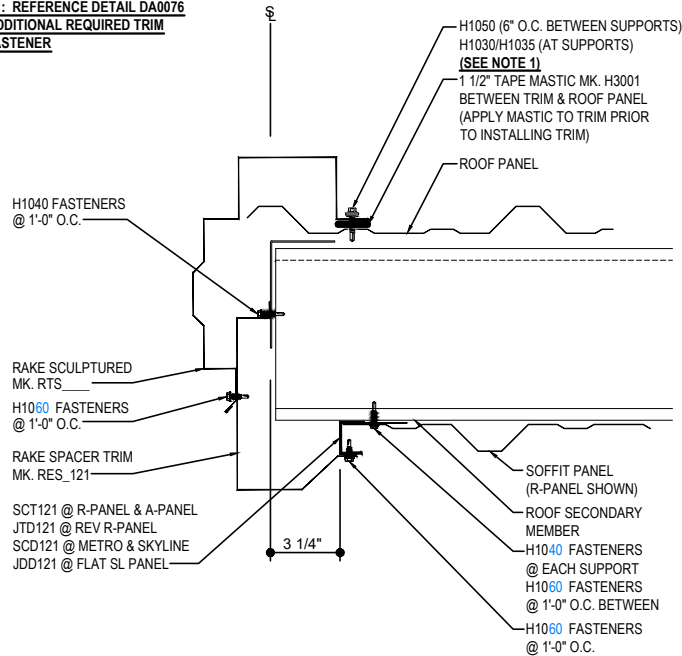 : REFERENCE DETAIL DA0076
DDITIONAL REQUIRED TRIM
ASTENER
H1050 (6" O.C. BETWEEN SUPPORTS)
H1030/H1035 (AT SUPPORTS)
(SEE NOTE 1)
1 1/2" TAPE MASTIC MK. H3001
BETWEEN TRIM & ROOF PANEL
(APPLY MASTIC TO TRIM PRIOR
TO INSTALLING TRIM)
ROOF PANEL
H1040 FASTENERS
@ 1'-0" O.C.
RAKE SCULPTURED
MK. RTS____
H1060 FASTENERS
@ 1'-0" O.C.
RAKE SPACER TRIM
MK. RES_121
SCT121 @ R-PANEL & A-PANEL
JTD121 @ REV R-PANEL
SCD121 @ METRO & SKYLINE
JDD121 @ FLAT SL PANEL
3 1/4"
SOFFIT PANEL
(R-PANEL SHOWN)
ROOF SECONDARY
MEMBER
H1040 FASTENERS
@ EACH SUPPORT
H1060 FASTENERS
@ 1'-0" O.C. BETWEEN
H1060 FASTENERS
@ 1'-0" O.C.